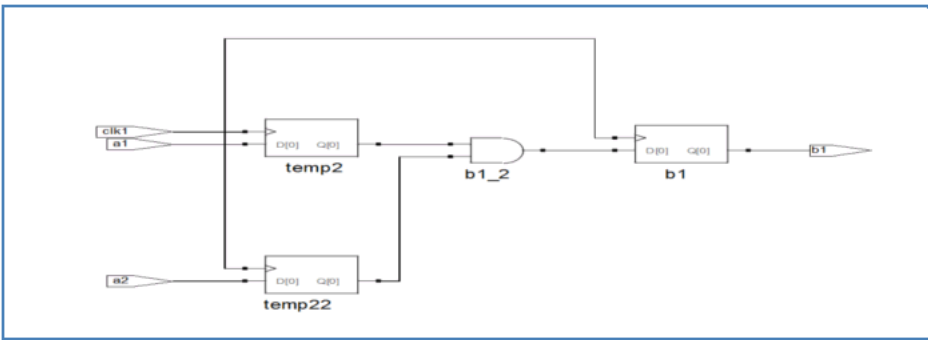 clk1
a1
D[0] Q[0]
temp2
b1_2
D[0] Q[0]
b1
b1
a2
D[0] Q[0]
temp22